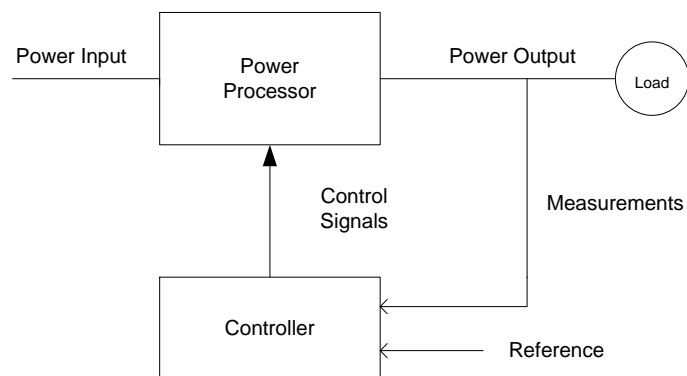 Power Input
Power
Processor
Power Output
Load
Control
Signals
Measurements
Controller
Reference